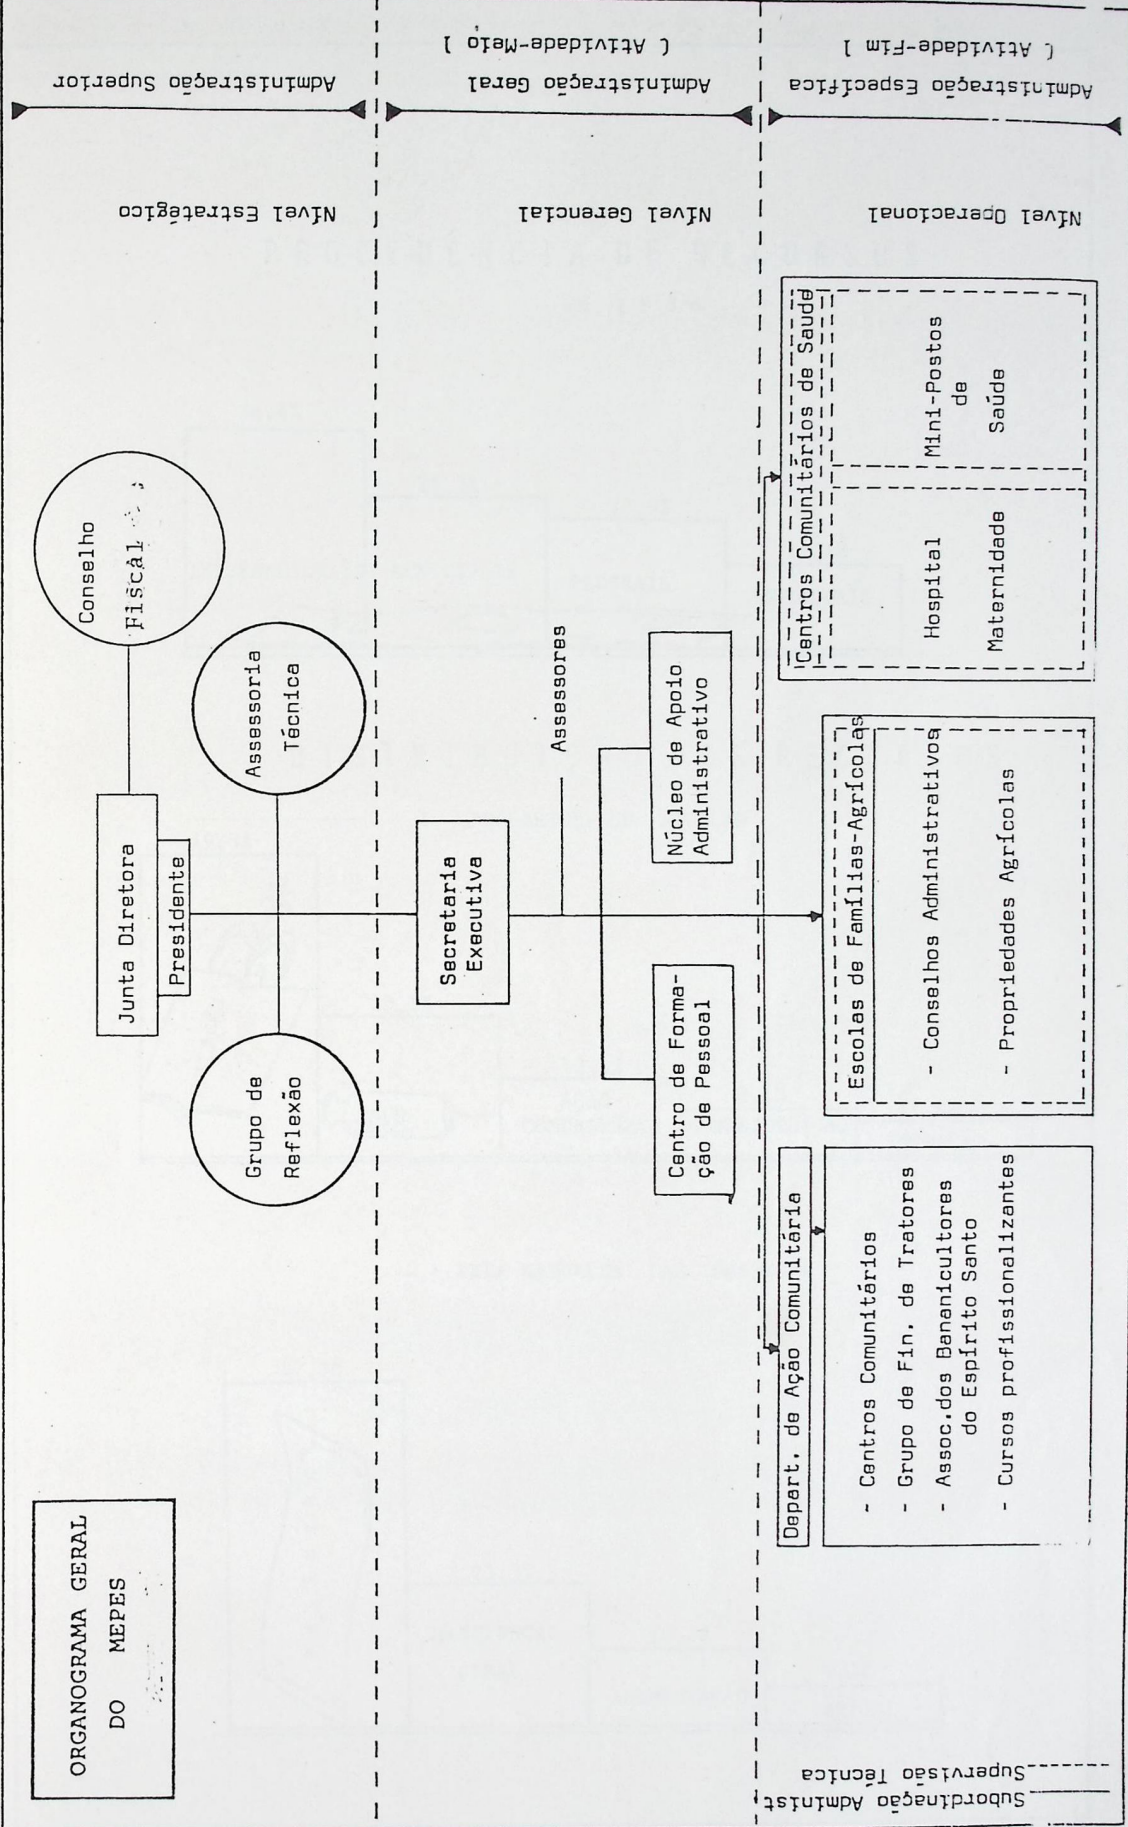 ORGANOGRAMA GERAL
DO MEPES
Conselho
Fiscal
Junta Diretora
Presidente
Assessoria
Técnica
Grupo de
Reflexão
Administração Superior
Nível Estratégico
Secretaria
Executiva
Assessores
Núcleo de Apoio
Administrativo
Centro de Forma-
ção de Pessoal
Administração Geral
( Atividade-Meio )
Nível Gerencial
Depart. de Ação Comunitária
- Centros Comunitários
- Grupo de Fin. de Tratores
- Assoc.dos Bananicultores
do Espírito Santo
- Cursos profissionalizantes
Escolas de Famílias-Agrícolas
- Conselhos Administrativos
- Propriedades Agrícolas
Centros Comunitários de Saude
Hospital
Maternidade
Mini-Postos
de
Saúde
Administração Específica
( Atividade-Fim )
Nível Operacional
Subordinação Administ
Supervisão Técnica